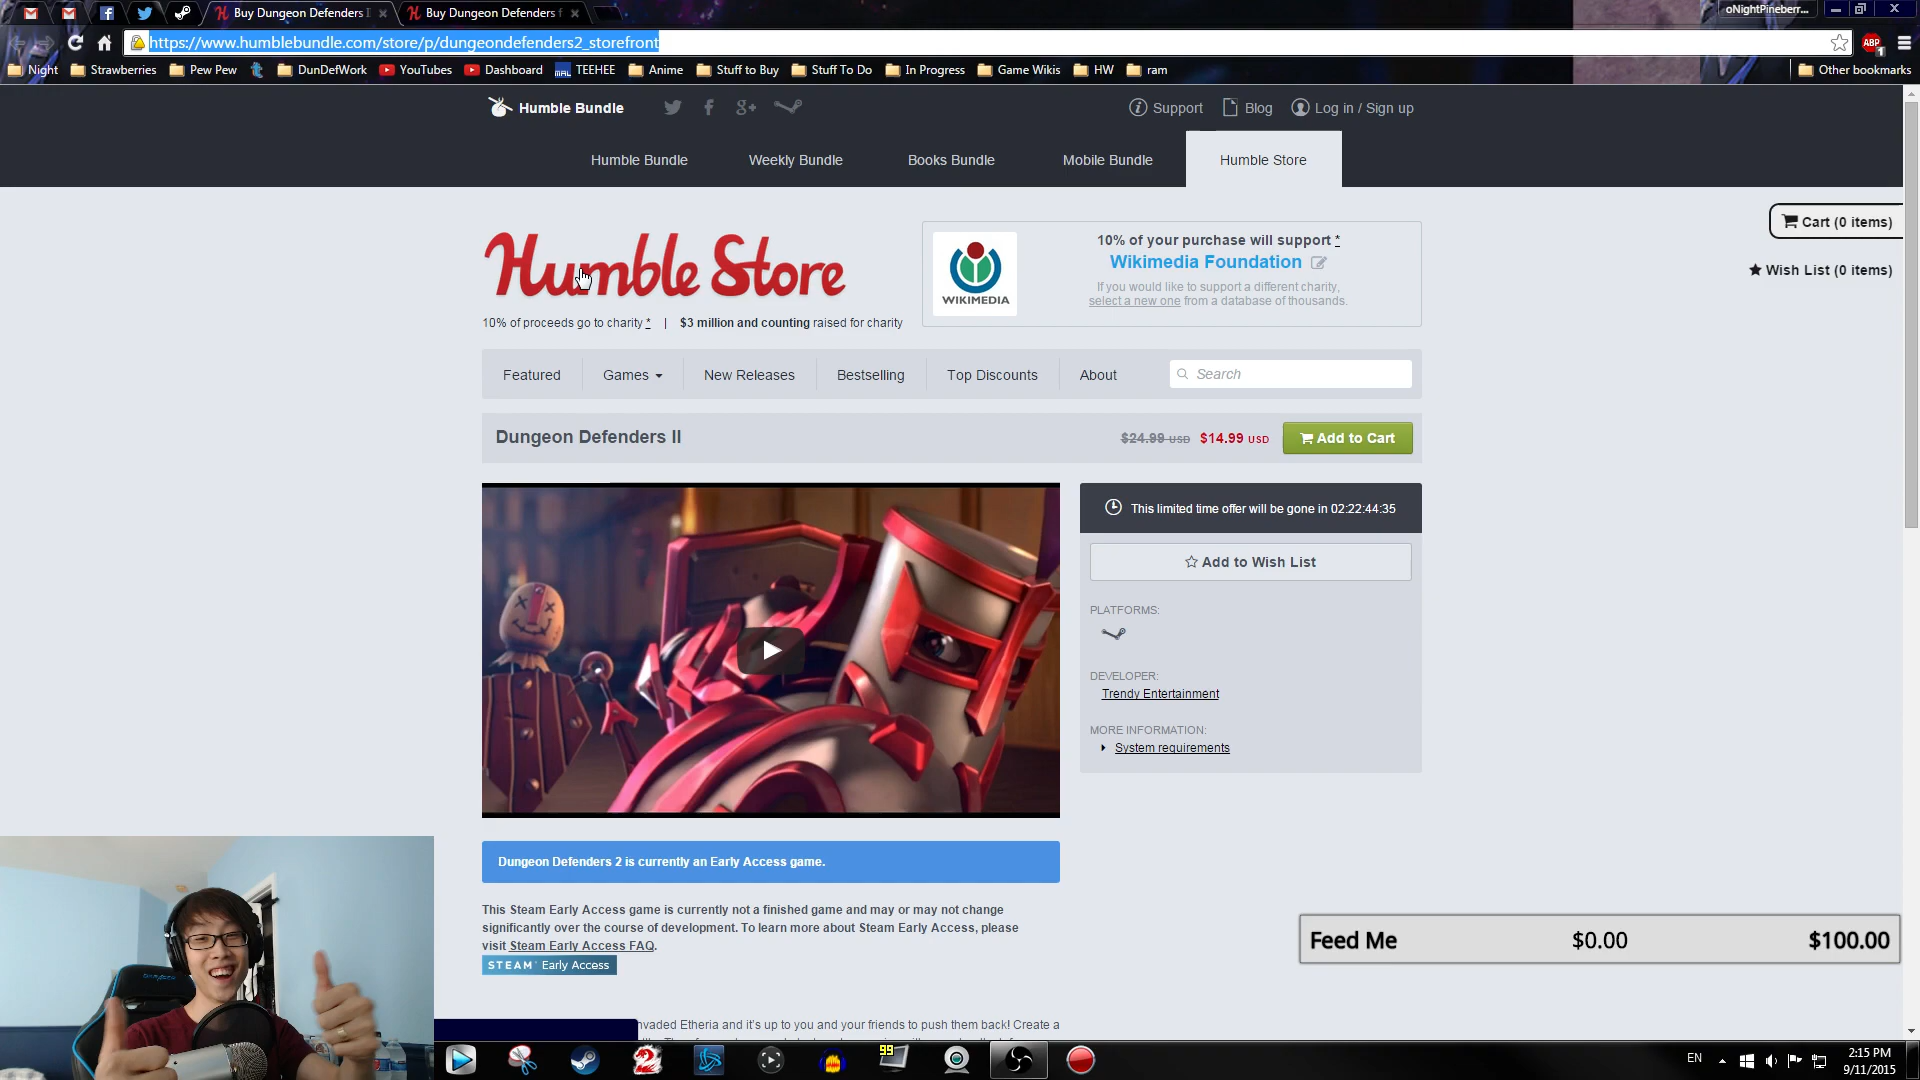 Buy Dungeon Defenders I
Buy Dungeon Defenders f
oNightPineberr...
https://www.humblebundle.com/store/p/dungeondefenders2_storefront
ABP
1
Night
Strawberries
Pew Pew
DunDefWork
YouTubes
Dashboard
MAL
TEEHEE
Anime
Stuff to Buy
Stuff To Do
In Progress
Game Wikis
HW
ram
Other bookmarks
Humble Bundle
Support
Blog
Log in / Sign up
Humble Bundle
Weekly Bundle
Books Bundle
Mobile Bundle
Humble Store
Cart (0 items)
Wish List (0 items)
Humble Store
10% of proceeds go to charity * | $3 million and counting raised for charity
WIKIMEDIA
10% of your purchase will support *
Wikimedia Foundation
If you would like to support a different charity,
select a new one from a database of thousands.
Featured
Games
New Releases
Bestselling
Top Discounts
About
Search
Dungeon Defenders II
$24.99 USD $14.99 USD
Add to Cart
This limited time offer will be gone in 02:22:44:35
Add to Wish List
PLATFORMS:
DEVELOPER:
Trendy Entertainment
MORE INFORMATION:
System requirements
Dungeon Defenders 2 is currently an Early Access game.
This Steam Early Access game is currently not a finished game and may or may not change
significantly over the course of development. To learn more about Steam Early Access, please
visit Steam Early Access FAQ.
STEAM Early Access
Feed Me $0.00 $100.00
nvaded Etheria and it's up to you and your friends to push them back! Create a
99
EN
2:15 PM
9/11/2015